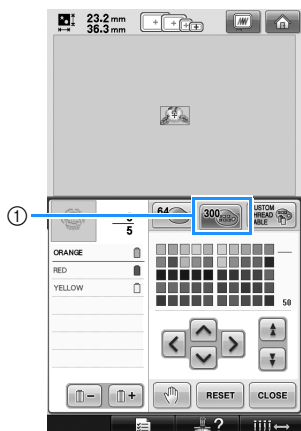 23.2 mm
36.3 mm
①
64
300
CUSTOM
THREAD
TABLE
5
ORANGE
RED
YELLOW
50
RESET
CLOSE
?